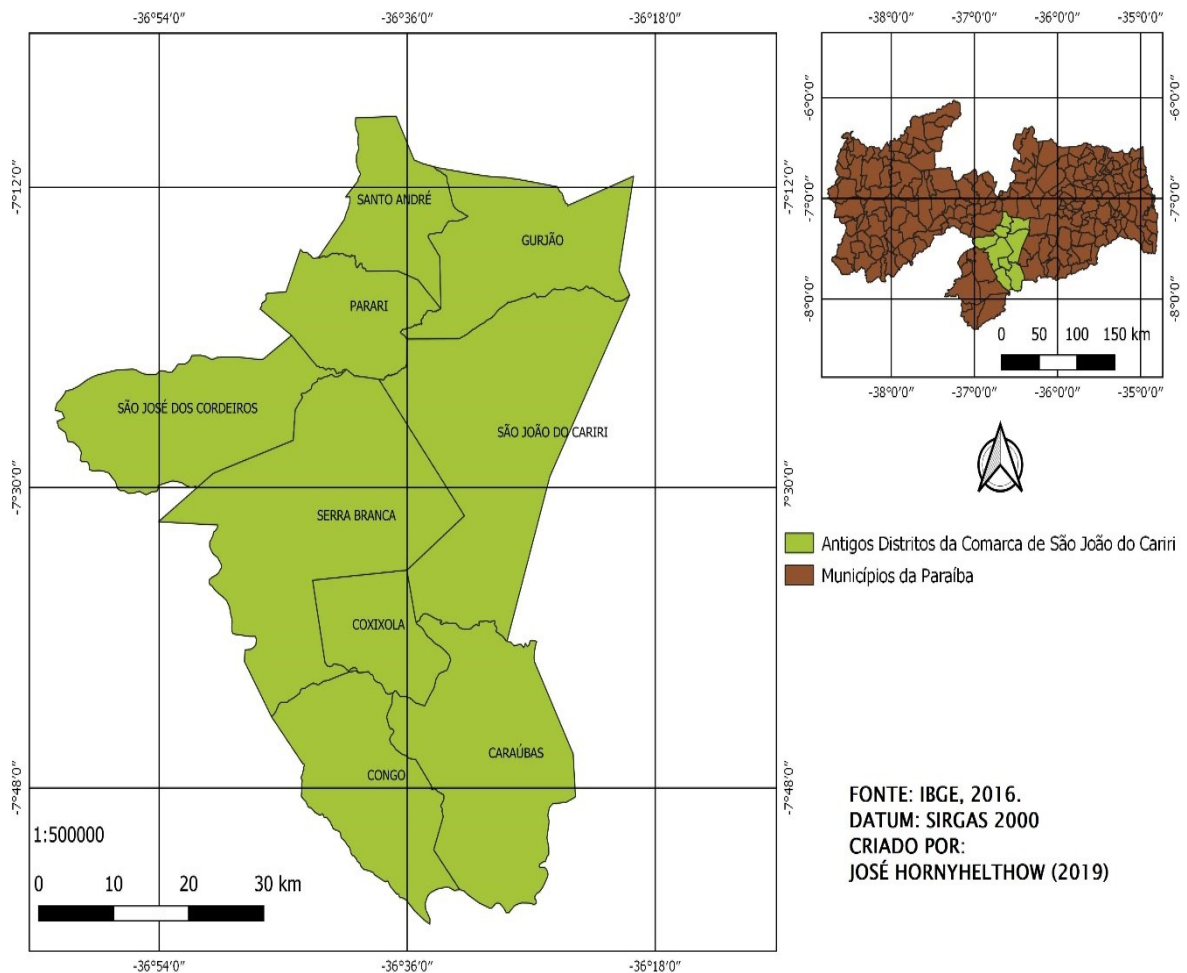 -36°54'0" -36°36'0" -36°18'0"
-7°12'0"
-7°30'0"
-7°48'0"
SANTO ANDRÉ
GURJÃO
PARARI
SÃO JOSÉ DOS CORDEIROS
SÃO JOÃO DO CARIRI
SERRA BRANCA
COXIXOLA
CARAÚBAS
CONGO
1:500000
0 10 20 30 km
-7°12'0"
-7°30'0"
-7°48'0"
-36°54'0" -36°36'0" -36°18'0"
-38°0'0" -37°0'0" -36°0'0" -35°0'0"
-6°0'0"
-7°0'0"
-8°0'0"
0 50 100 150 km
-6°0'0"
-7°0'0"
-8°0'0"
-38°0'0" -37°0'0" -36°0'0" -35°0'0"
Antigos Distritos da Comarca de São João do Cariri
Municípios da Paraíba
FONTE: IBGE, 2016.
DATUM: SIRGAS 2000
CRIADO POR:
JOSÉ HORNYHELTHOW (2019)